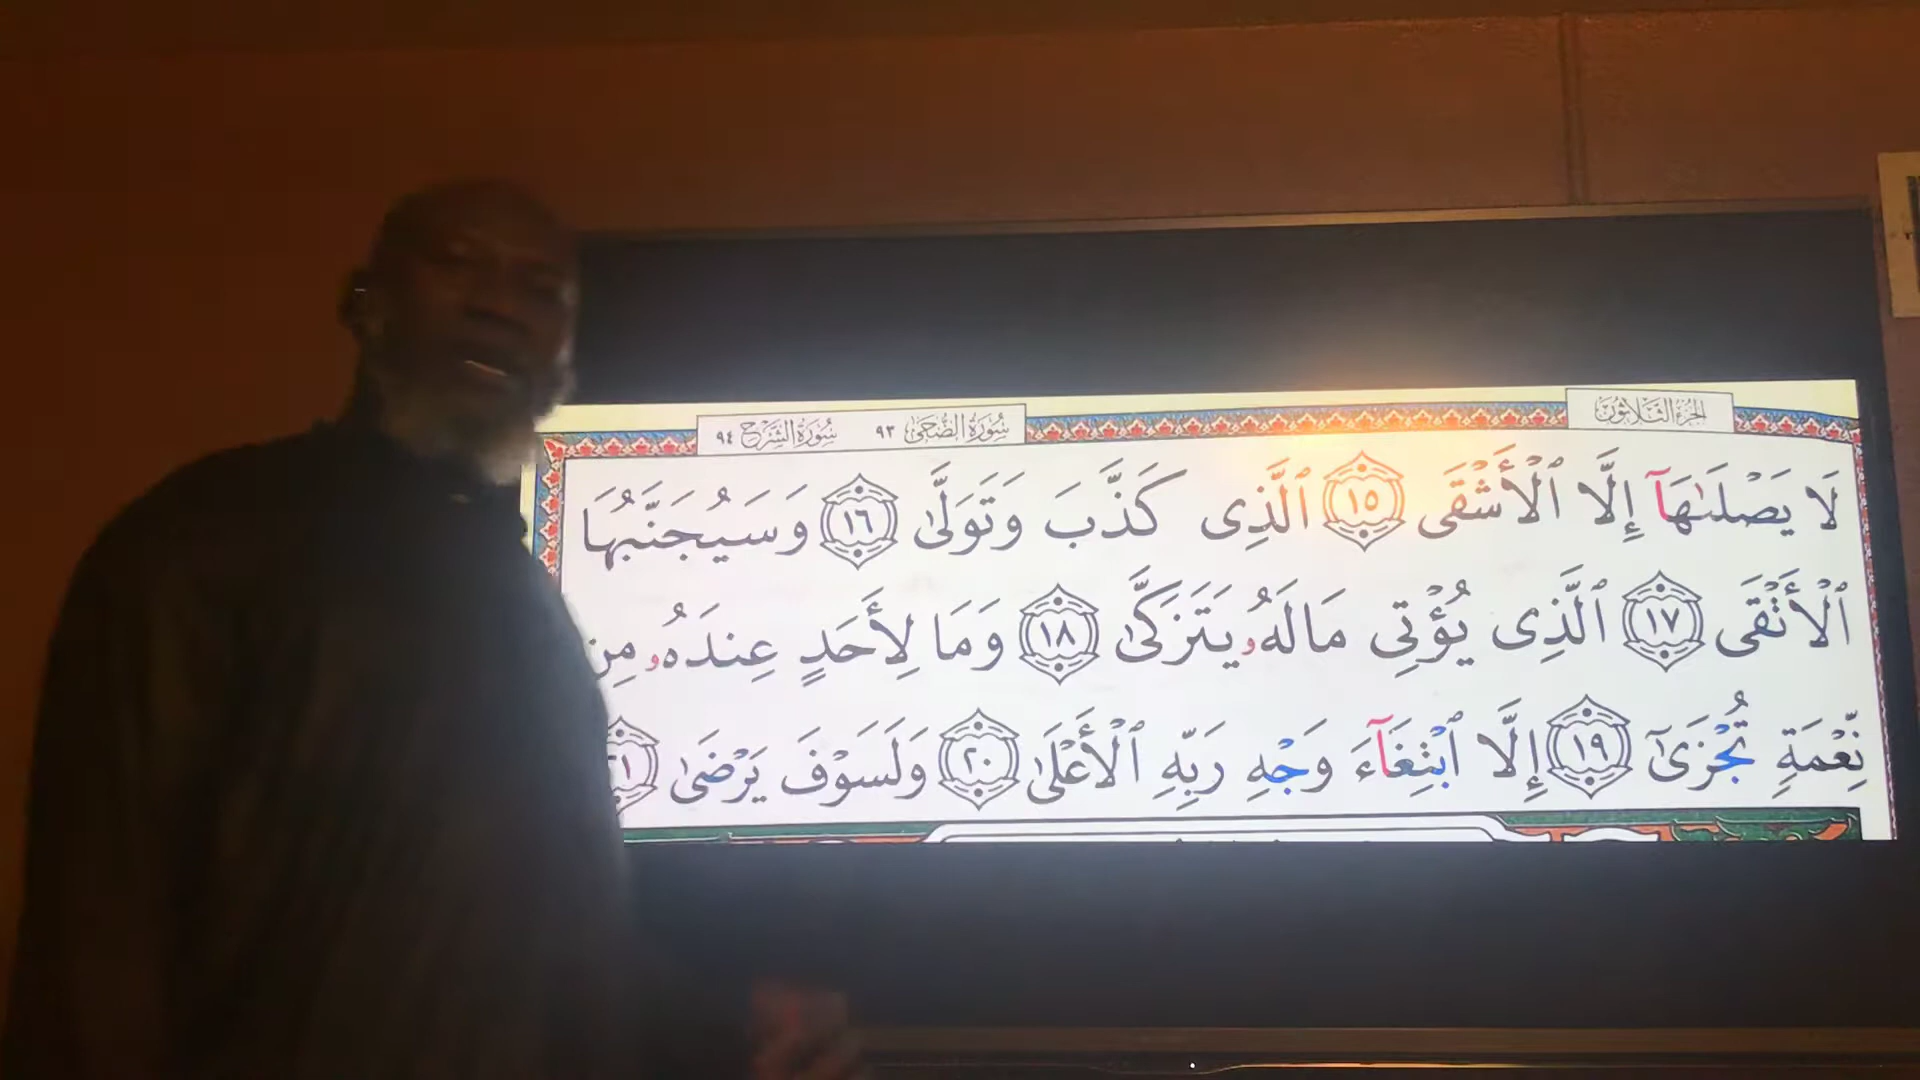 الجزء الثلاثون
سورة الضحى ٩٣ سورة الشرح ٩٤
لَا يَصْلَىٰهَآ إِلَّا ٱلْأَشْقَى ١٥ ٱلَّذِى كَذَّبَ وَتَوَلَّىٰ ١٦ وَسَيُجَنَّبُهَا
ٱلْأَتْقَى ١٧ ٱلَّذِى يُؤْتِى مَالَهُۥ يَتَزَكَّىٰ ١٨ وَمَا لِأَحَدٍ عِندَهُۥ مِن
نِّعْمَةٍ تُجْزَىٰٓ ١٩ إِلَّا ٱبْتِغَآءَ وَجْهِ رَبِّهِ ٱلْأَعْلَىٰ ٢٠ وَلَسَوْفَ يَرْضَىٰ ٢١